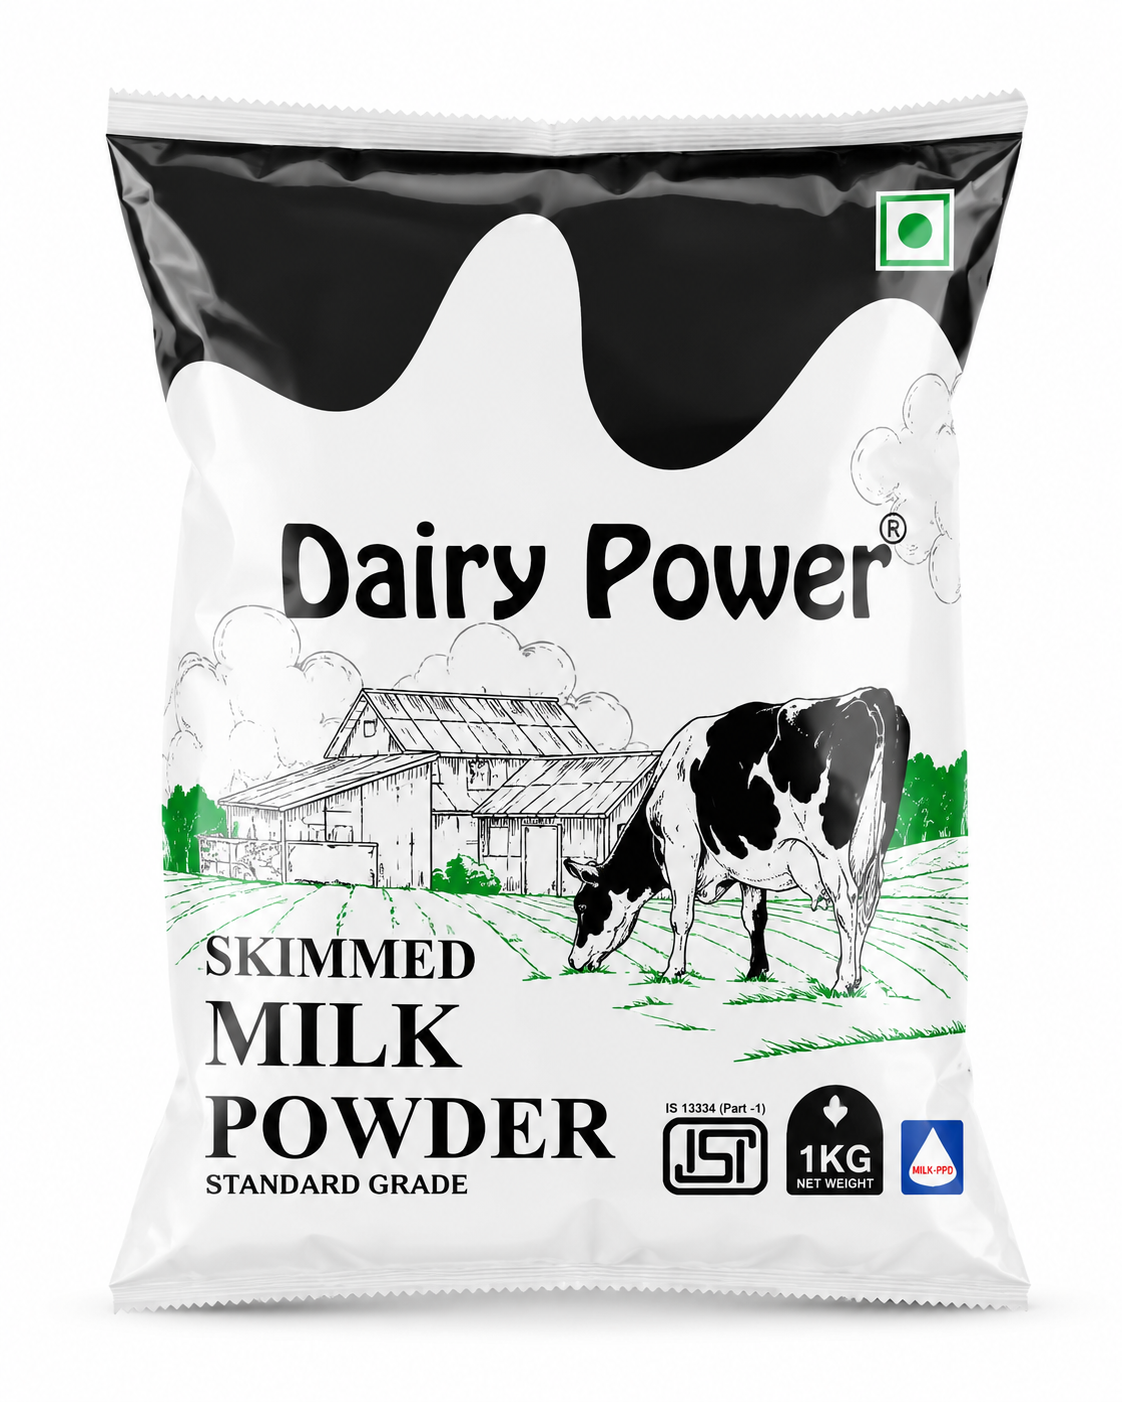 Dairy Power®
SKIMMED
MILK
POWDER
STANDARD GRADE
IS 13334 (Part -1)
ISI
1KG
NET WEIGHT
MILK-PPD